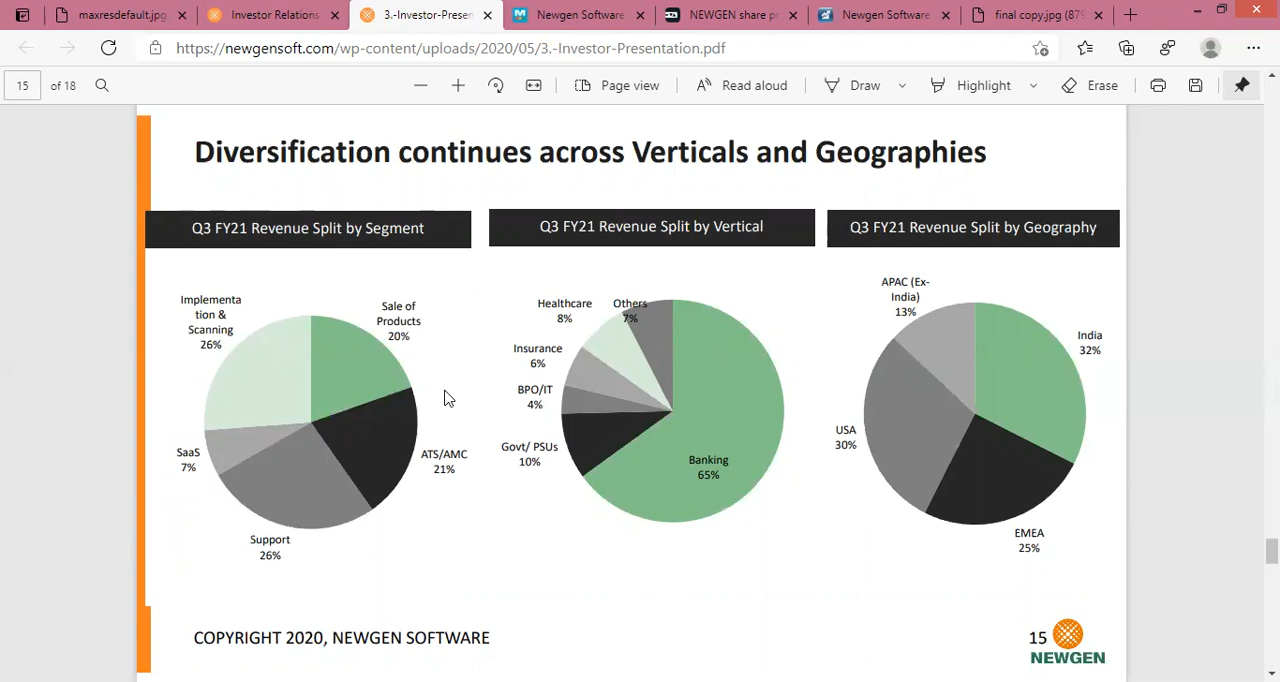 maxresdefault.jpg
Investor Relations
3.-Investor-Presen
Newgen Software
NEWGEN share pr
Newgen Software
final copy.jpg (879
https://newgensoft.com/wp-content/uploads/2020/05/3.-Investor-Presentation.pdf
15 of 18
Page view
Read aloud
Draw
Highlight
Erase
Diversification continues across Verticals and Geographies
Q3 FY21 Revenue Split by Segment
Implementa
tion &
Scanning
26%
Sale of
Products
20%
SaaS
7%
ATS/AMC
21%
Support
26%
Q3 FY21 Revenue Split by Vertical
Healthcare
8%
Others
7%
Insurance
6%
BPO/IT
4%
Govt/ PSUs
10%
Banking
65%
Q3 FY21 Revenue Split by Geography
APAC (Ex-
India)
13%
India
32%
USA
30%
EMEA
25%
COPYRIGHT 2020, NEWGEN SOFTWARE
15
NEWGEN